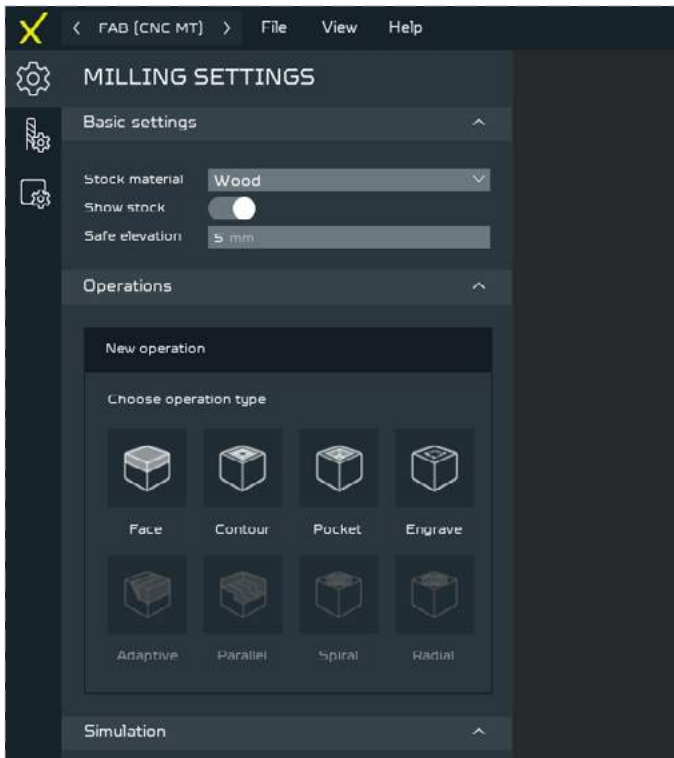 FAB (CNC MT) File View Help
MILLING SETTINGS
Basic settings
Stock material Wood
Show stock
Safe elevation 5 mm
Operations
New operation
Choose operation type
Face Contour Pocket Engrave
Adaptive Parallel Spiral Radial
Simulation